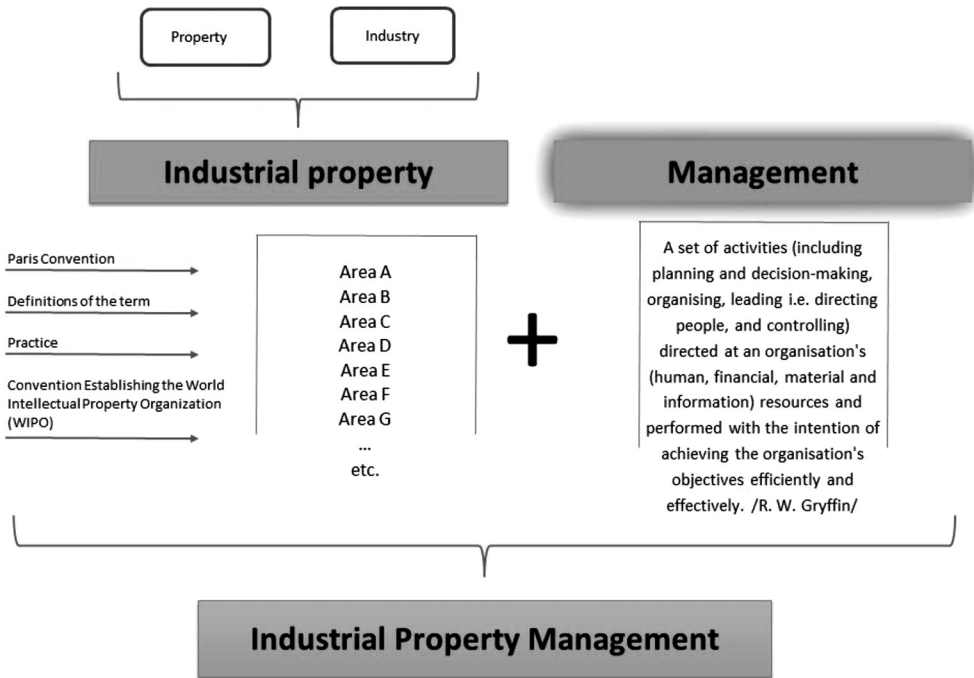 Property
Industry
Industrial property
Management
Paris Convention
Definitions of the term
Practice
Convention Establishing the World
Intellectual Property Organization
(WIPO)
Area A
Area B
Area C
Area D
Area E
Area F
Area G
...
etc.
+
A set of activities (including
planning and decision-making,
organising, leading i.e. directing
people, and controlling)
directed at an organisation's
(human, financial, material and
information) resources and
performed with the intention of
achieving the organisation's
objectives efficiently and
effectively. /R. W. Gryffin/
Industrial Property Management